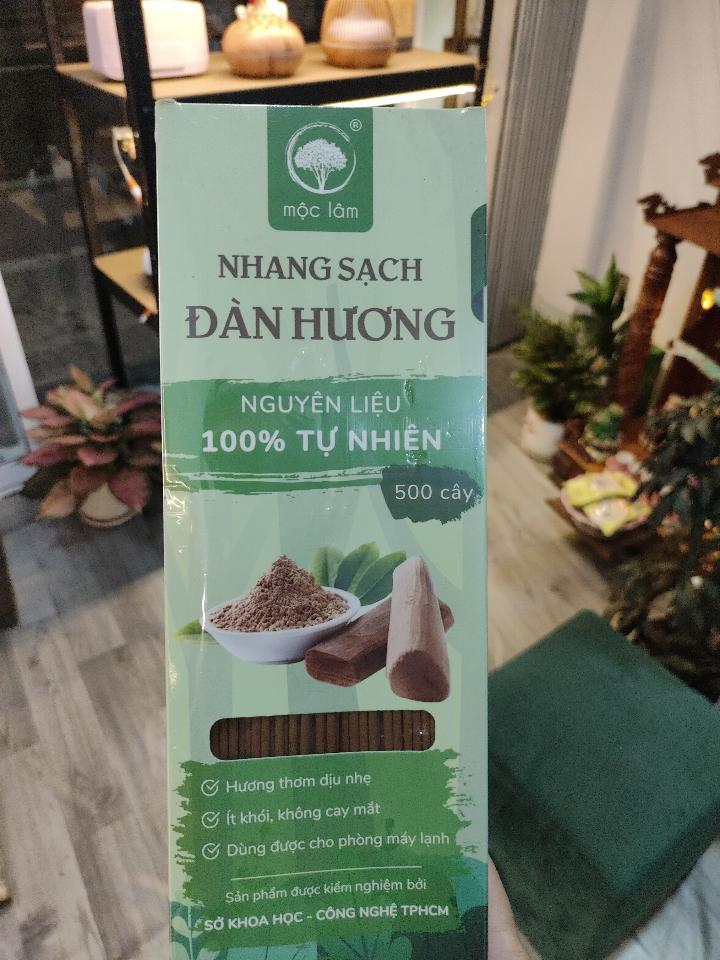 ®
mộc lâm
NHANG SẠCH
ĐÀN HƯƠNG
NGUYÊN LIỆU
100% TỰ NHIÊN
500 cây
Hương thơm dịu nhẹ
Ít khói, không cay mắt
Dùng được cho phòng máy lạnh
Sản phẩm được kiểm nghiệm bởi
SỞ KHOA HỌC - CÔNG NGHỆ TPHCM